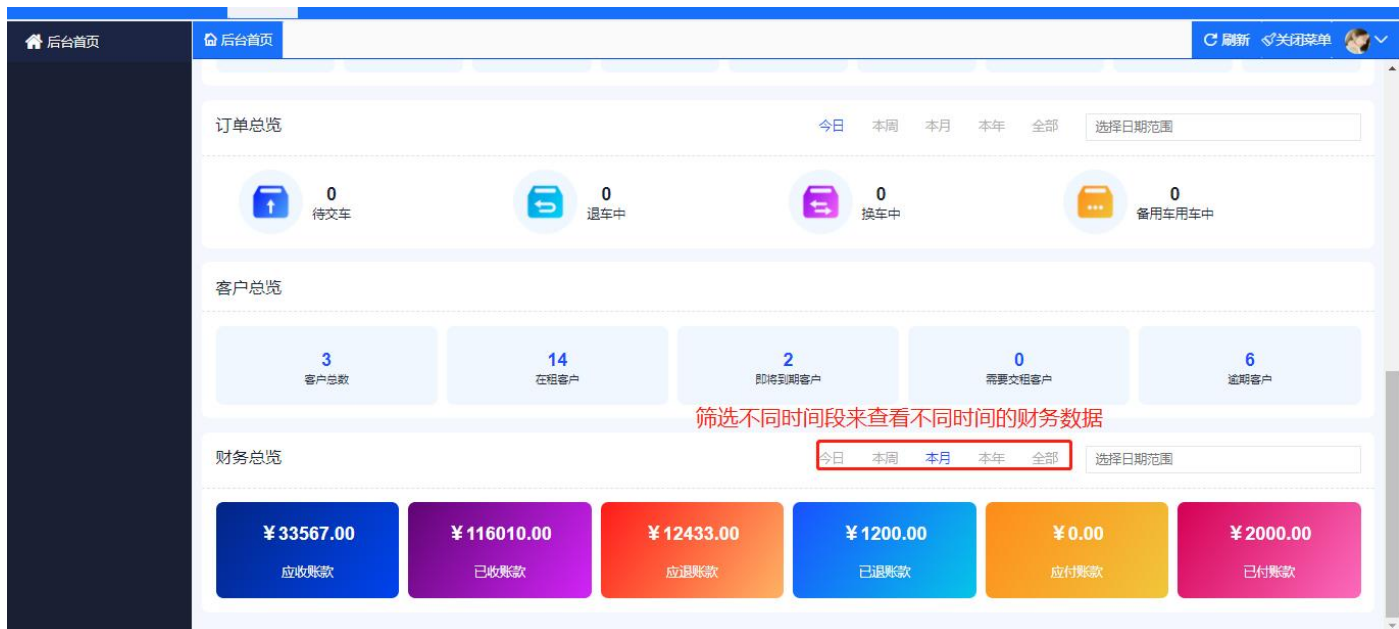 后台首页
后台首页 刷新 关闭菜单
订单总览 今日 本周 本月 本年 全部 选择日期范围
0 0 0 0
待交车 退车中 换车中 备用车用车中
客户总览
3 14 2 0 6
客户总数 在租客户 即将到期客户 需要交租客户 逾期客户
筛选不同时间段来查看不同时间的财务数据
财务总览 今日 本周 本月 本年 全部 选择日期范围
¥33567.00 ¥116010.00 ¥12433.00 ¥1200.00 ¥0.00 ¥2000.00
应收账款 已收账款 应退账款 已退账款 应付账款 已付账款